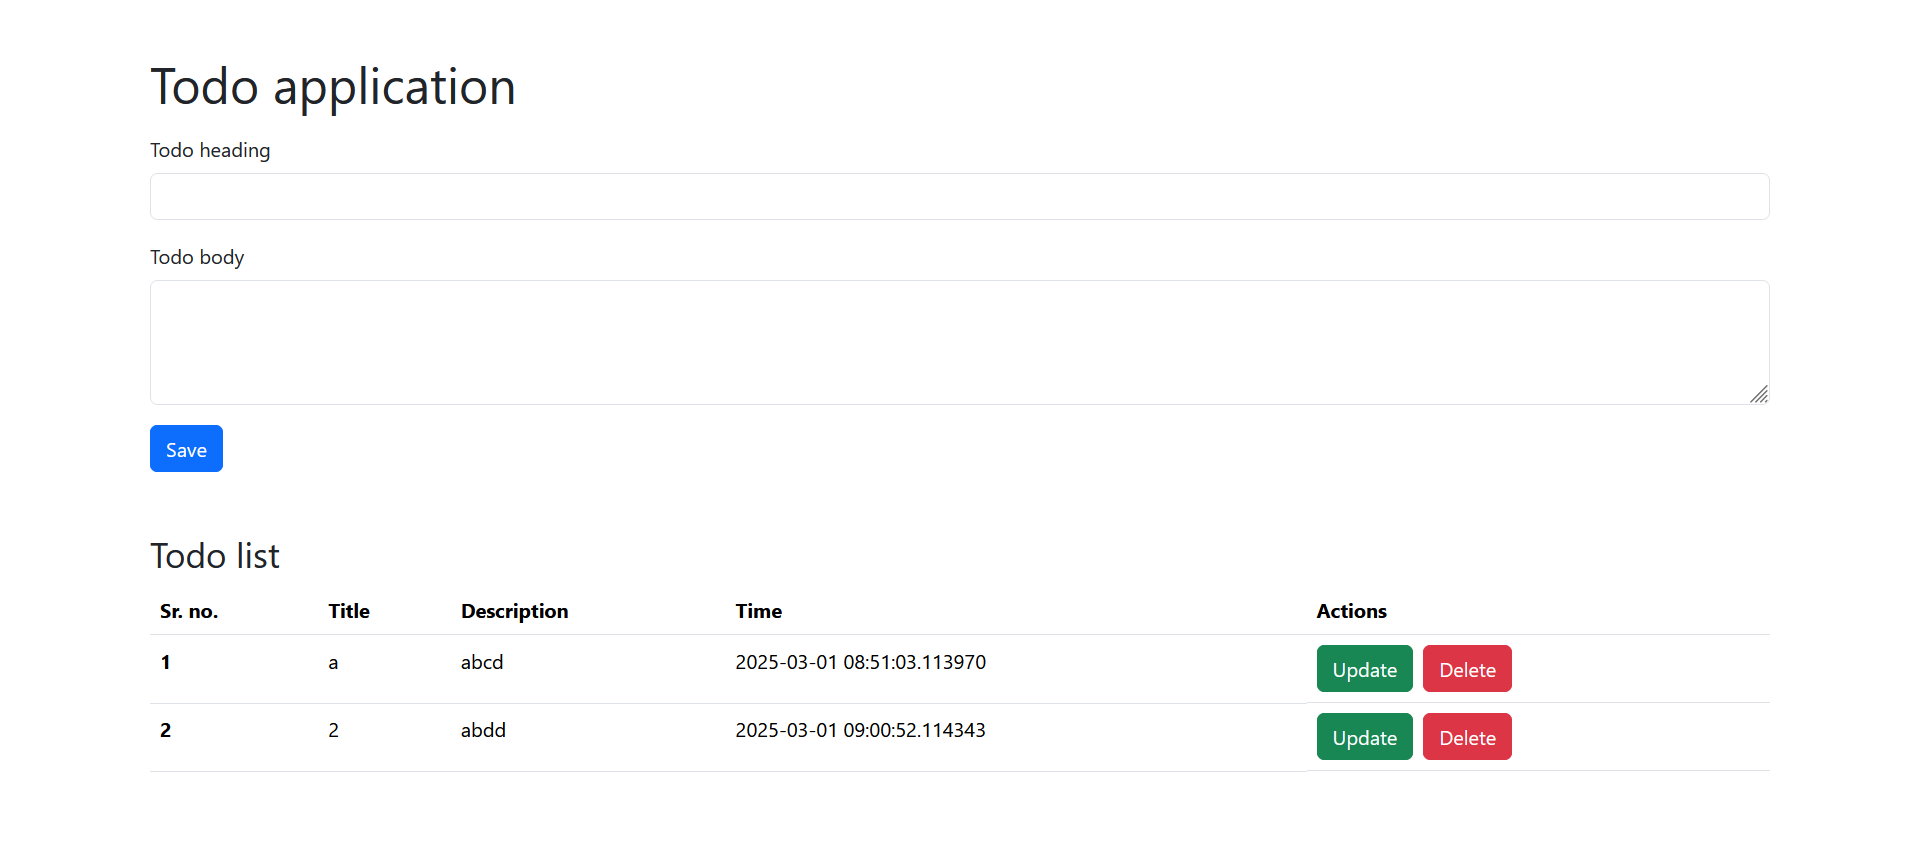 Todo application
Todo heading
Todo body
Save
Todo list
Sr. no. Title Description Time Actions
1 a abcd 2025-03-01 08:51:03.113970 Update Delete
2 2 abdd 2025-03-01 09:00:52.114343 Update Delete